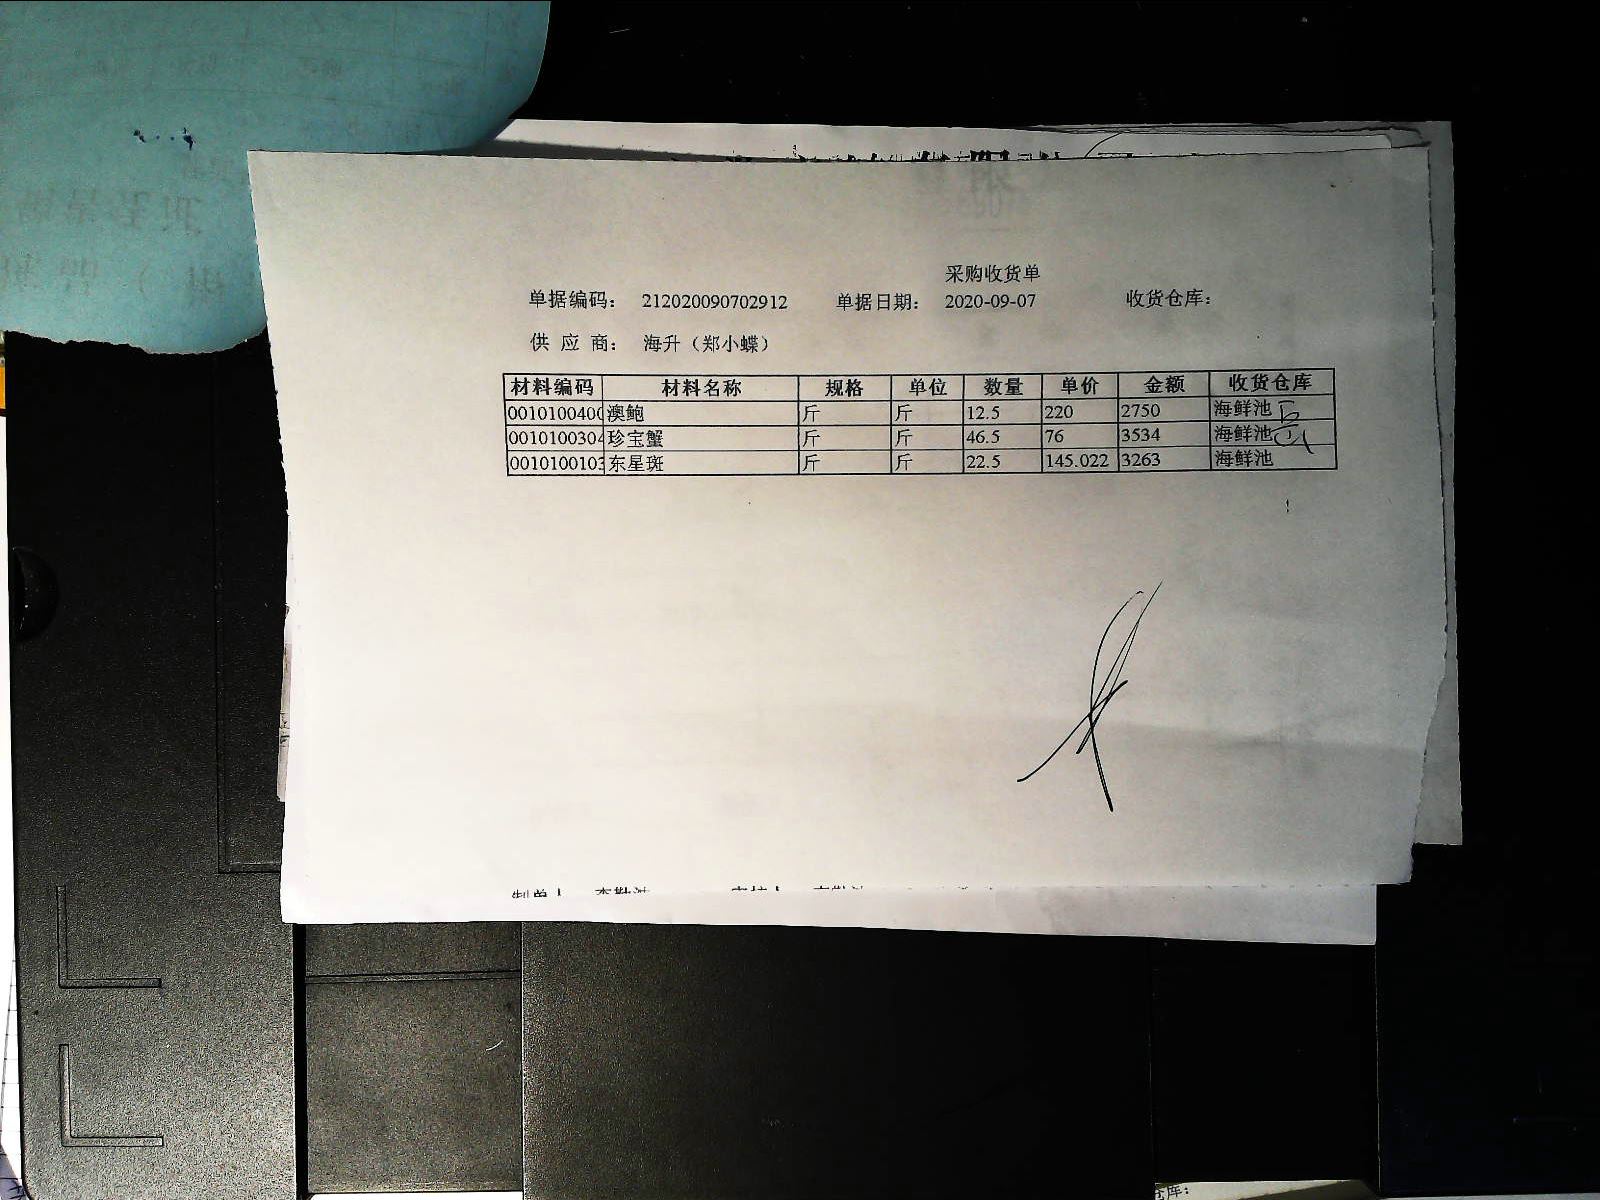 采购收货单
单据编码： 212020090702912 单据日期： 2020-09-07 收货仓库：
供 应 商： 海升（郑小蝶）
材料编码 材料名称 规格 单位 数量 单价 金额 收货仓库
001010040 澳鲍 斤 斤 12.5 220 2750 海鲜池
0010100304 珍宝蟹 斤 斤 46.5 76 3534 海鲜池
0010100103 东星斑 斤 斤 22.5 145.022 3263 海鲜池
仓库：